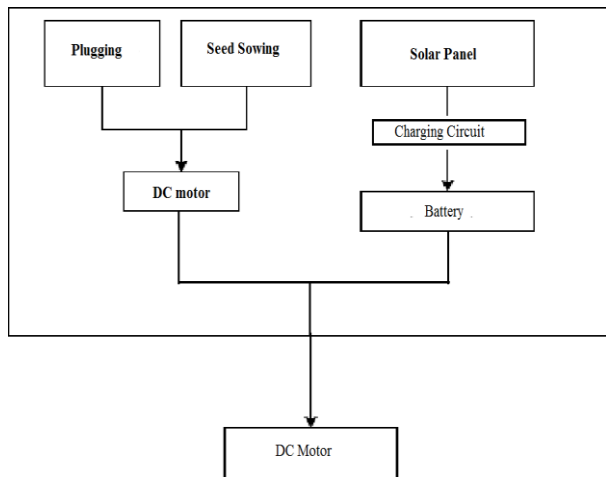 Plugging
Seed Sowing
Solar Panel
Charging Circuit
DC motor
Battery
DC Motor